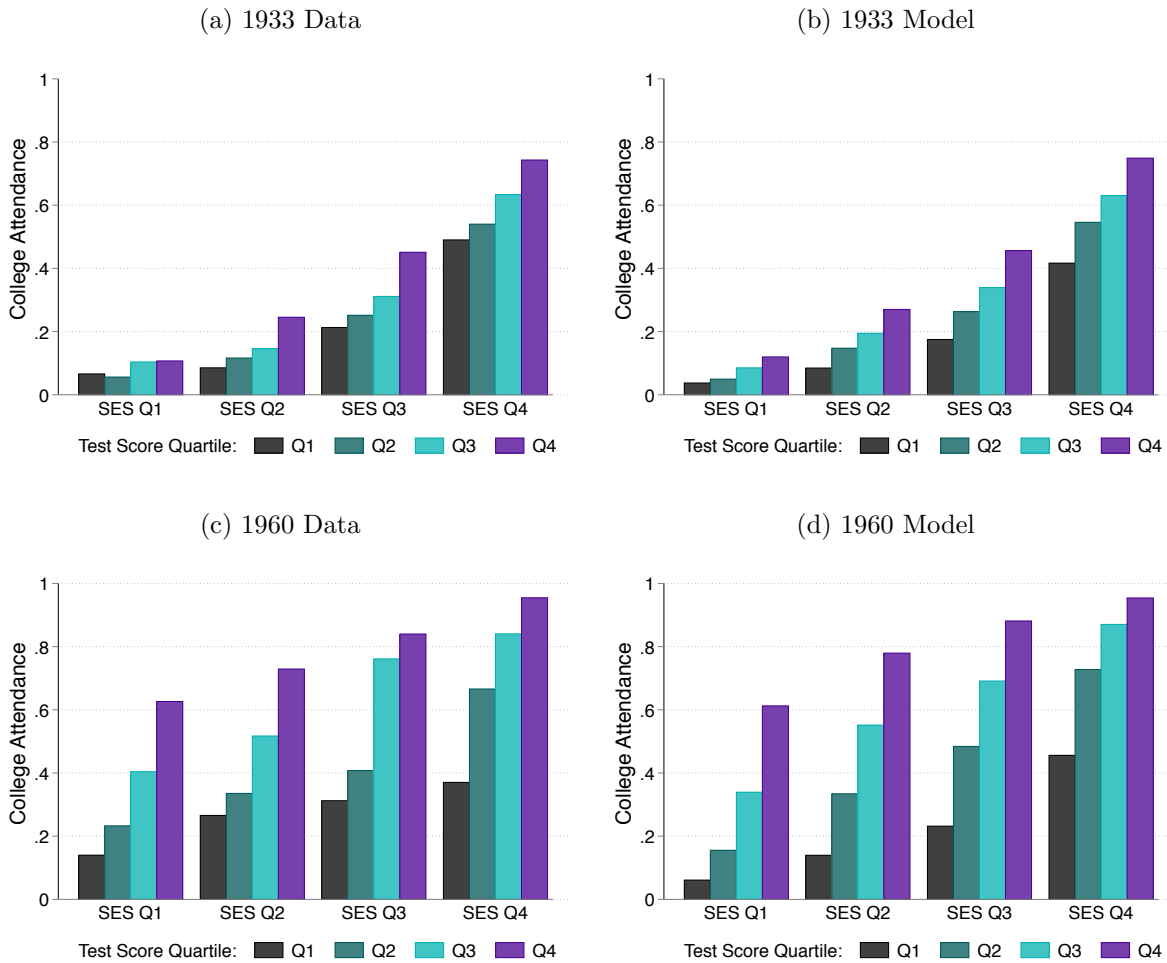 (a) 1933 Data
College Attendance
1
.8
.6
.4
.2
0
SES Q1 SES Q2 SES Q3 SES Q4
Test Score Quartile: Q1 Q2 Q3 Q4
(b) 1933 Model
College Attendance
1
.8
.6
.4
.2
0
SES Q1 SES Q2 SES Q3 SES Q4
Test Score Quartile: Q1 Q2 Q3 Q4
(c) 1960 Data
College Attendance
1
.8
.6
.4
.2
0
SES Q1 SES Q2 SES Q3 SES Q4
Test Score Quartile: Q1 Q2 Q3 Q4
(d) 1960 Model
College Attendance
1
.8
.6
.4
.2
0
SES Q1 SES Q2 SES Q3 SES Q4
Test Score Quartile: Q1 Q2 Q3 Q4